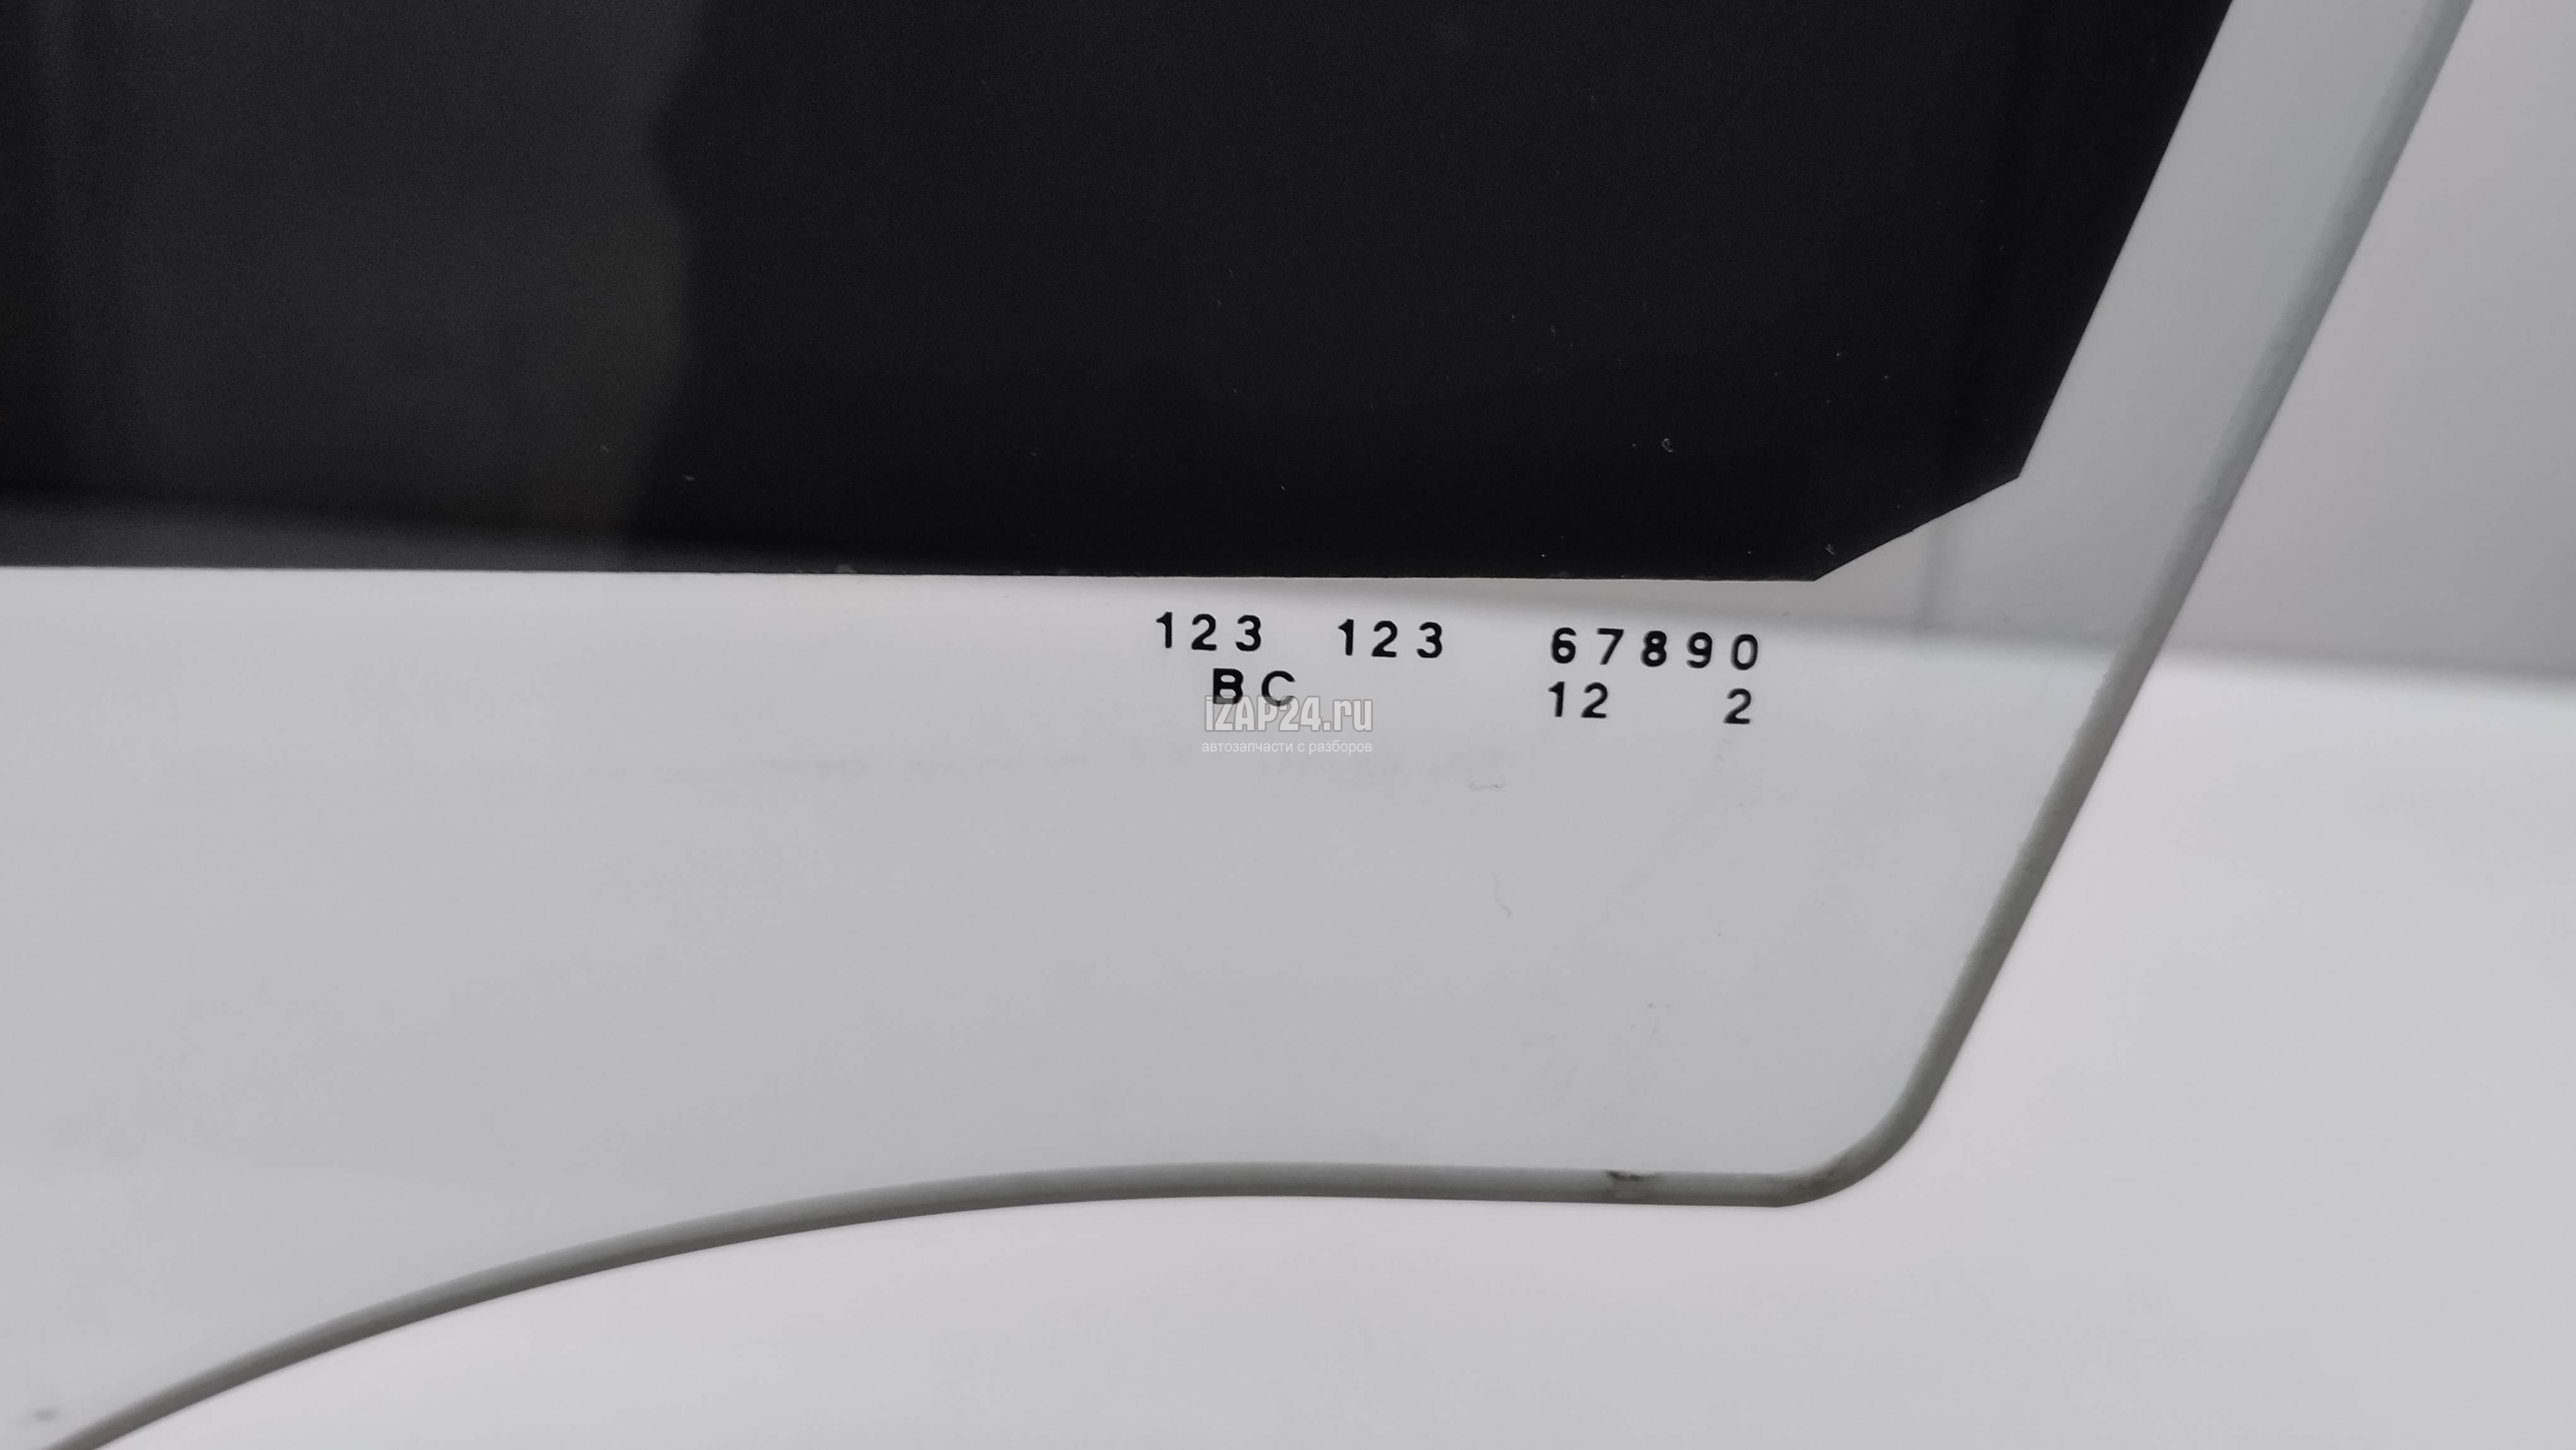 123 123 67890
BC 12 2
iZAP24.ru
автозапчасти с разборов